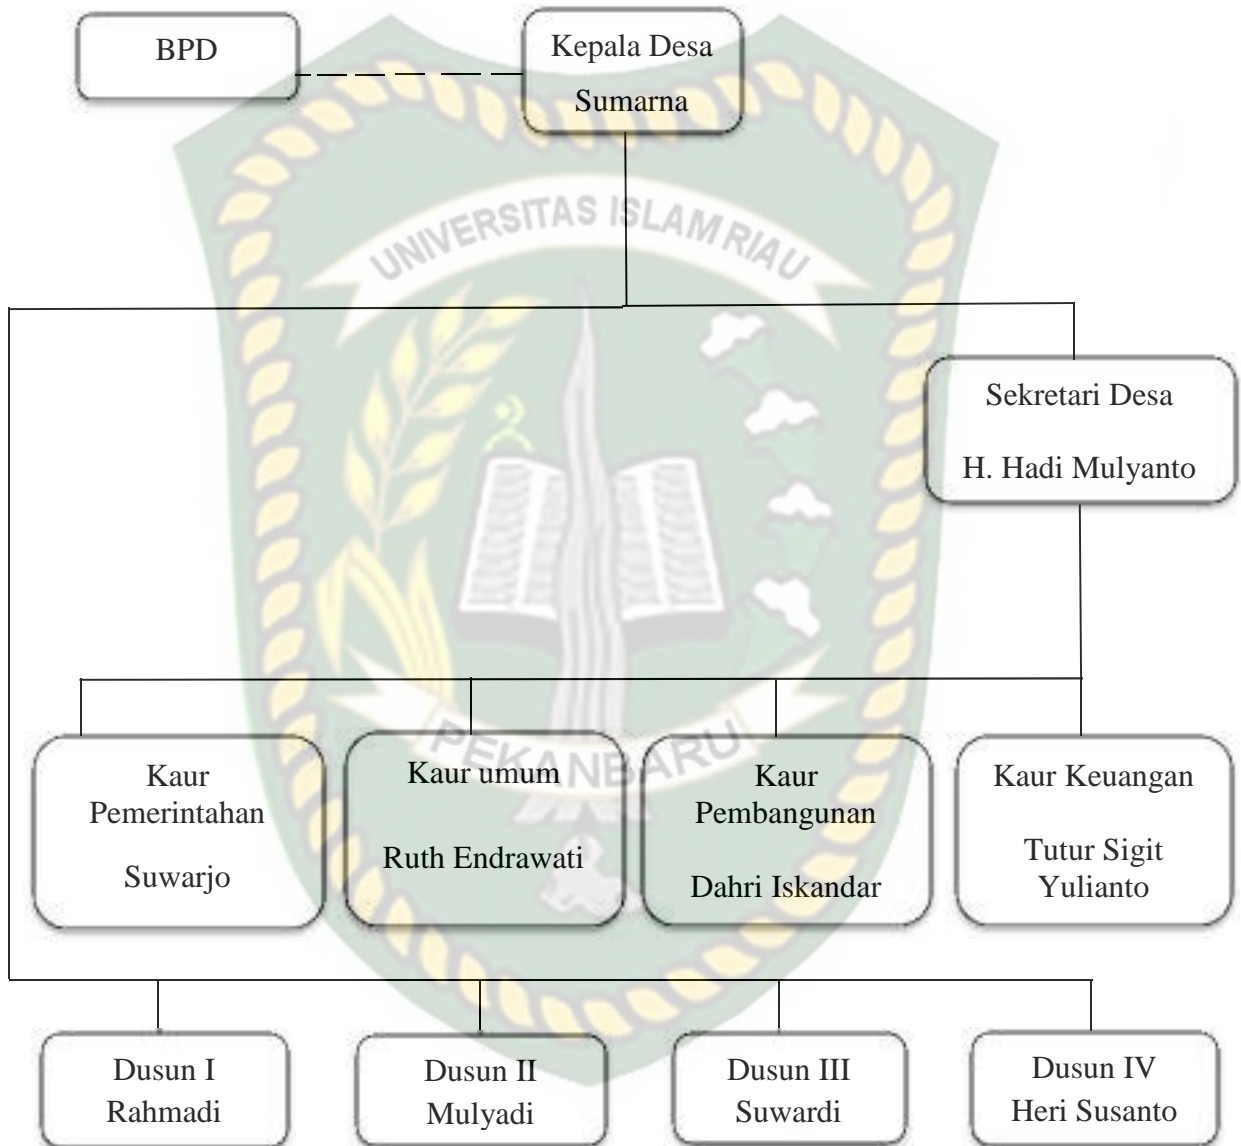 BPD
Kepala Desa
Sumarna
UNIVERSITAS ISLAM RIAU
Sekretari Desa
H. Hadi Mulyanto
PEKANBARU
Kaur
Pemerintahan
Suwarjo
Kaur umum
Ruth Endrawati
Kaur
Pembangunan
Dahri Iskandar
Kaur Keuangan
Tutur Sigit
Yulianto
Dusun I
Rahmadi
Dusun II
Mulyadi
Dusun III
Suwardi
Dusun IV
Heri Susanto